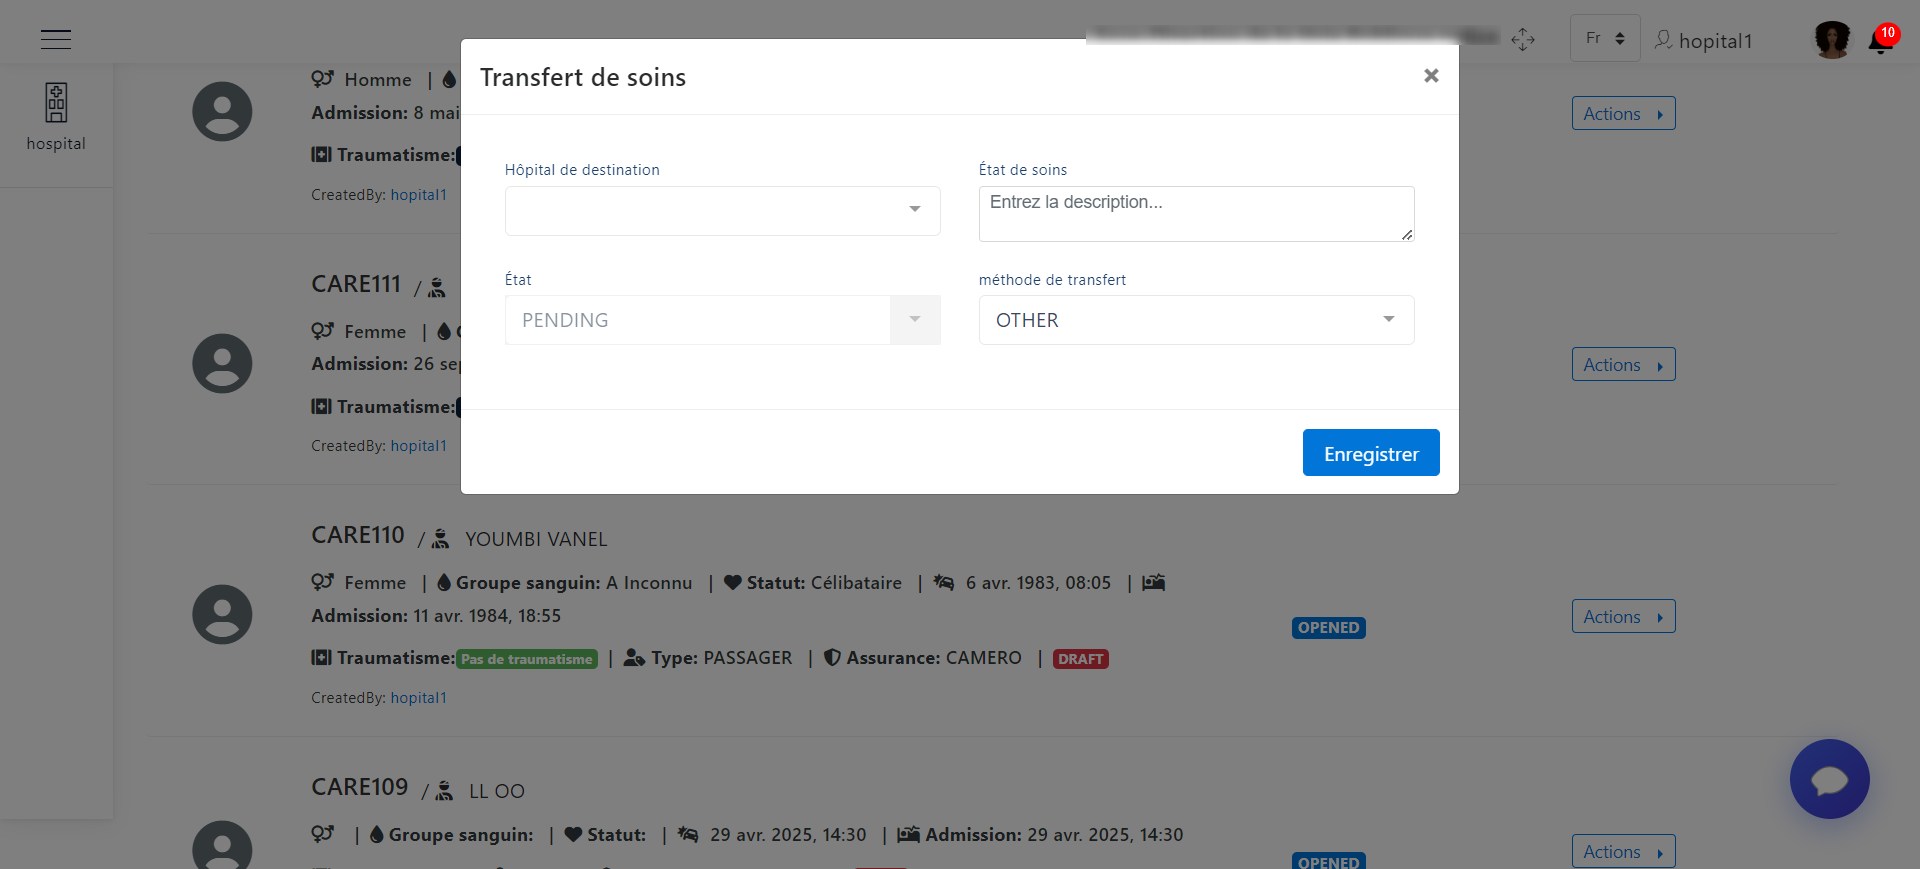 Fr
hopital1
10
hospital
Homme |
Admission: 8 mai
Traumatisme:
CreatedBy: hopital1
Actions
Transfert de soins
×
Hôpital de destination
État de soins
Entrez la description...
État
méthode de transfert
PENDING
OTHER
Enregistrer
CARE111 /
Femme |
Admission: 26 se
Traumatisme:
CreatedBy: hopital1
Actions
CARE110 / YOUMBI VANEL
Femme | Groupe sanguin: A Inconnu | Statut: Célibataire | 6 avr. 1983, 08:05 |
Admission: 11 avr. 1984, 18:55
OPENED
Actions
Traumatisme: Pas de traumatisme | Type: PASSAGER | Assurance: CAMERO | DRAFT
CreatedBy: hopital1
CARE109 / LL OO
| Groupe sanguin: | Statut: | 29 avr. 2025, 14:30 | Admission: 29 avr. 2025, 14:30
OPENED
Actions